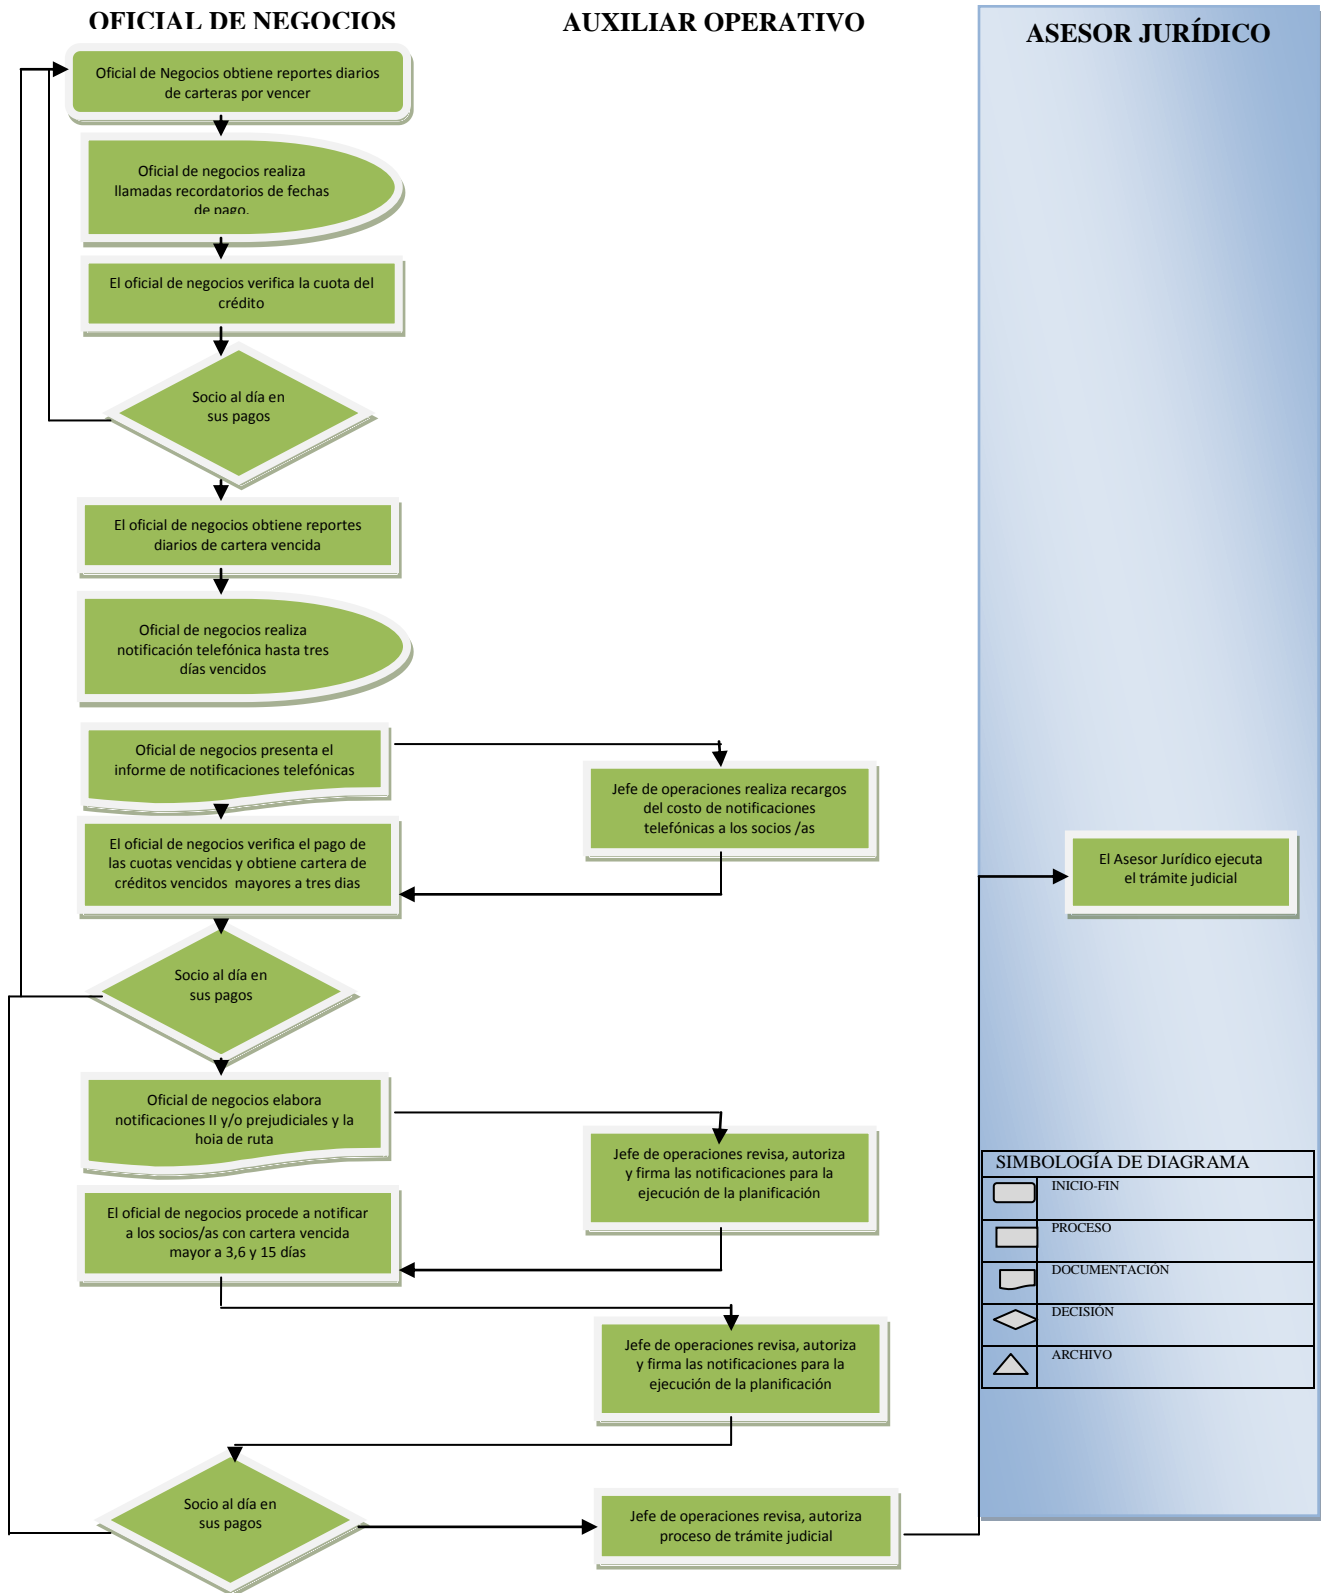 OFICIAL DE NEGOCIOS
AUXILIAR OPERATIVO
ASESOR JURÍDICO
Oficial de Negocios obtiene reportes diarios
de carteras por vencer
Oficial de negocios realiza
llamadas recordatorios de fechas
de pago.
El oficial de negocios verifica la cuota del
crédito
Socio al día en
sus pagos
El oficial de negocios obtiene reportes
diarios de cartera vencida
Oficial de negocios realiza
notificación telefónica hasta tres
días vencidos
Oficial de negocios presenta el
informe de notificaciones telefónicas
Jefe de operaciones realiza recargos
del costo de notificaciones
telefónicas a los socios /as
El oficial de negocios verifica el pago de
las cuotas vencidas y obtiene cartera de
créditos vencidos mayores a tres dias
El Asesor Jurídico ejecuta
el trámite judicial
Socio al día en
sus pagos
Oficial de negocios elabora
notificaciones II y/o prejudiciales y la
hoja de ruta
Jefe de operaciones revisa, autoriza
y firma las notificaciones para la
ejecución de la planificación
El oficial de negocios procede a notificar
a los socios/as con cartera vencida
mayor a 3,6 y 15 días
Jefe de operaciones revisa, autoriza
y firma las notificaciones para la
ejecución de la planificación
Socio al día en
sus pagos
Jefe de operaciones revisa, autoriza
proceso de trámite judicial
SIMBOLOGÍA DE DIAGRAMA
INICIO-FIN
PROCESO
DOCUMENTACIÓN
DECISIÓN
ARCHIVO